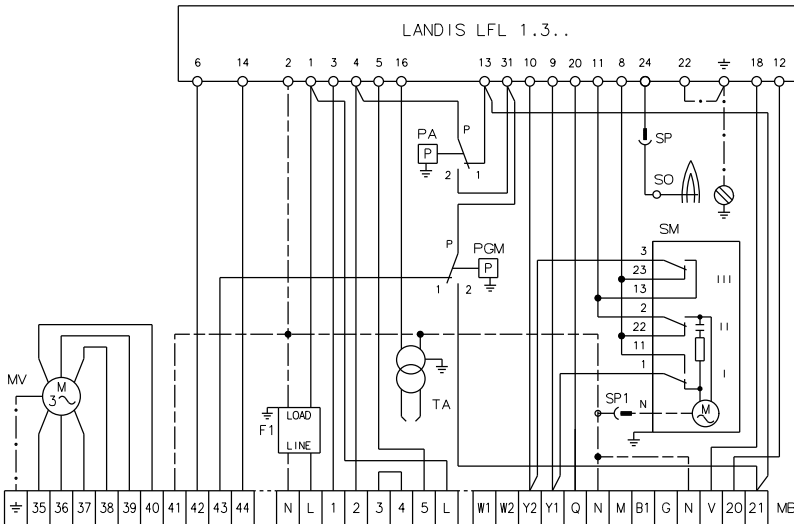 LANDIS LFL 1.3..
6 14 2 1 3 4 5 16 13 31 10 9 20 11 8 24 22 18 12
PA P
P
2 1
SP
SO
SM
P PGM
P
1 2
3
23
13
III
2
22
II
11
1
I
MV
M
3~
TA
F1
LOAD
LINE
SP1 N
M
35 36 37 38 39 40 41 42 43 44 N L 1 2 3 4 5 L W1 W2 Y2 Y1 Q N M B1 G N V 20 21 MB